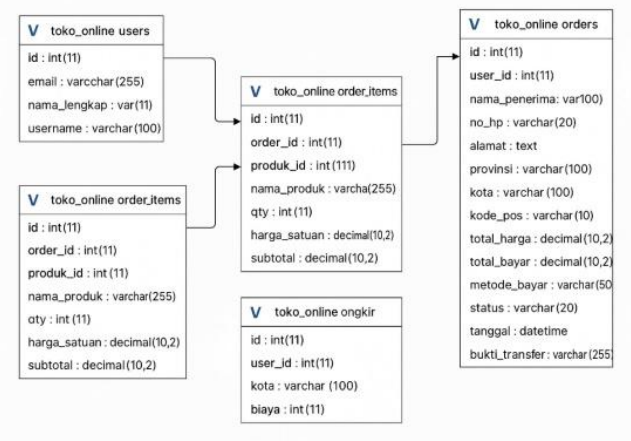 V toko_online users
id : int(11)
email : varcchar(255)
nama_lengkap : var(11)
username : varchar(100)
V toko_online order_items
id : int(11)
order_id : int(11)
produk_id : int(11)
nama_produk : varchar(255)
qty : int (11)
harga_satuan : decimal(10,2)
subtotal : decimal(10,2)
V toko_online order_items
id : int(11)
order_id : int(11)
produk_id : int(111)
nama_produk : varcha(255)
qty : int(11)
harga_satuan : decimal(10,2)
subtotal : decimal(10,2)
V toko_online ongkir
id : int(11)
user_id : int(11)
kota : varchar (100)
biaya : int(11)
V toko_online orders
id : int(11)
user_id : int(11)
nama_penerima: var100)
no_hp : varchar(20)
alamat : text
provinsi : varchar(100)
kota : varchar (100)
kode_pos : varchar(10)
total_harga : decimal(10,2)
total_bayar : decimal(10,2)
metode_bayar : varchar(50
status : varchar(20)
tanggal : datetime
bukti_transfer : varchar(255)